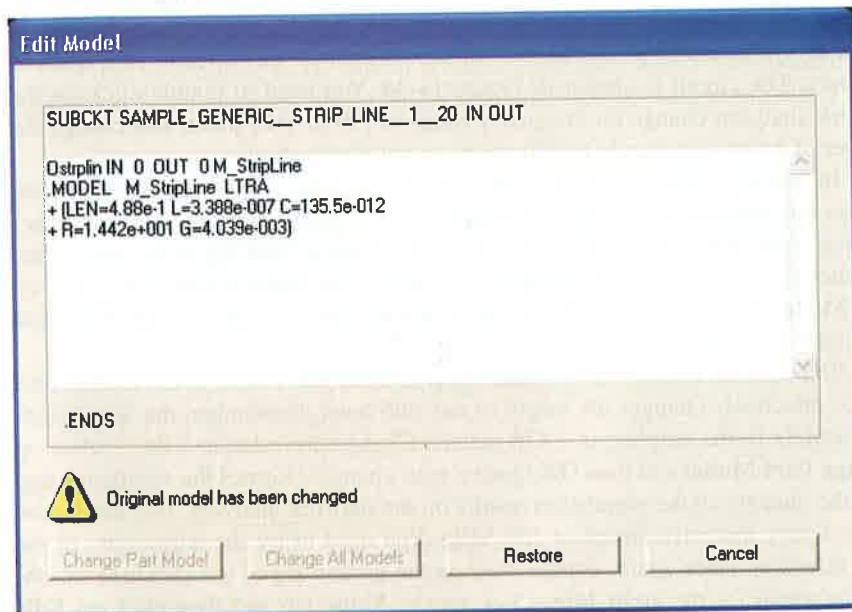 Edit Model
SUBCKT SAMPLE_GENERIC__STRIP_LINE__1__20 IN OUT
Ostrplin IN 0 OUT 0 M_StripLine
.MODEL M_StripLine LTRA
+ (LEN=4.88e-1 L=3.388e-007 C=135.5e-012
+ R=1.442e+001 G=4.039e-003)
.ENDS
Original model has been changed
Change Part Model
Change All Models
Restore
Cancel